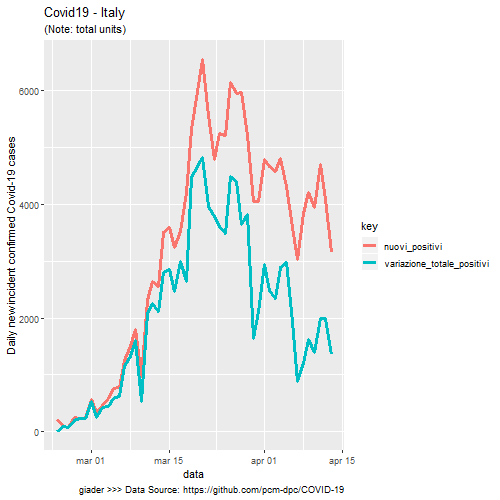 Covid19 - Italy
(Note: total units)
Daily new/incident confirmed Covid-19 cases
6000
4000
2000
0
mar 01
mar 15
apr 01
apr 15
data
key
nuovi_positivi
variazione_totale_positivi
giader >>> Data Source: https://github.com/pcm-dpc/COVID-19